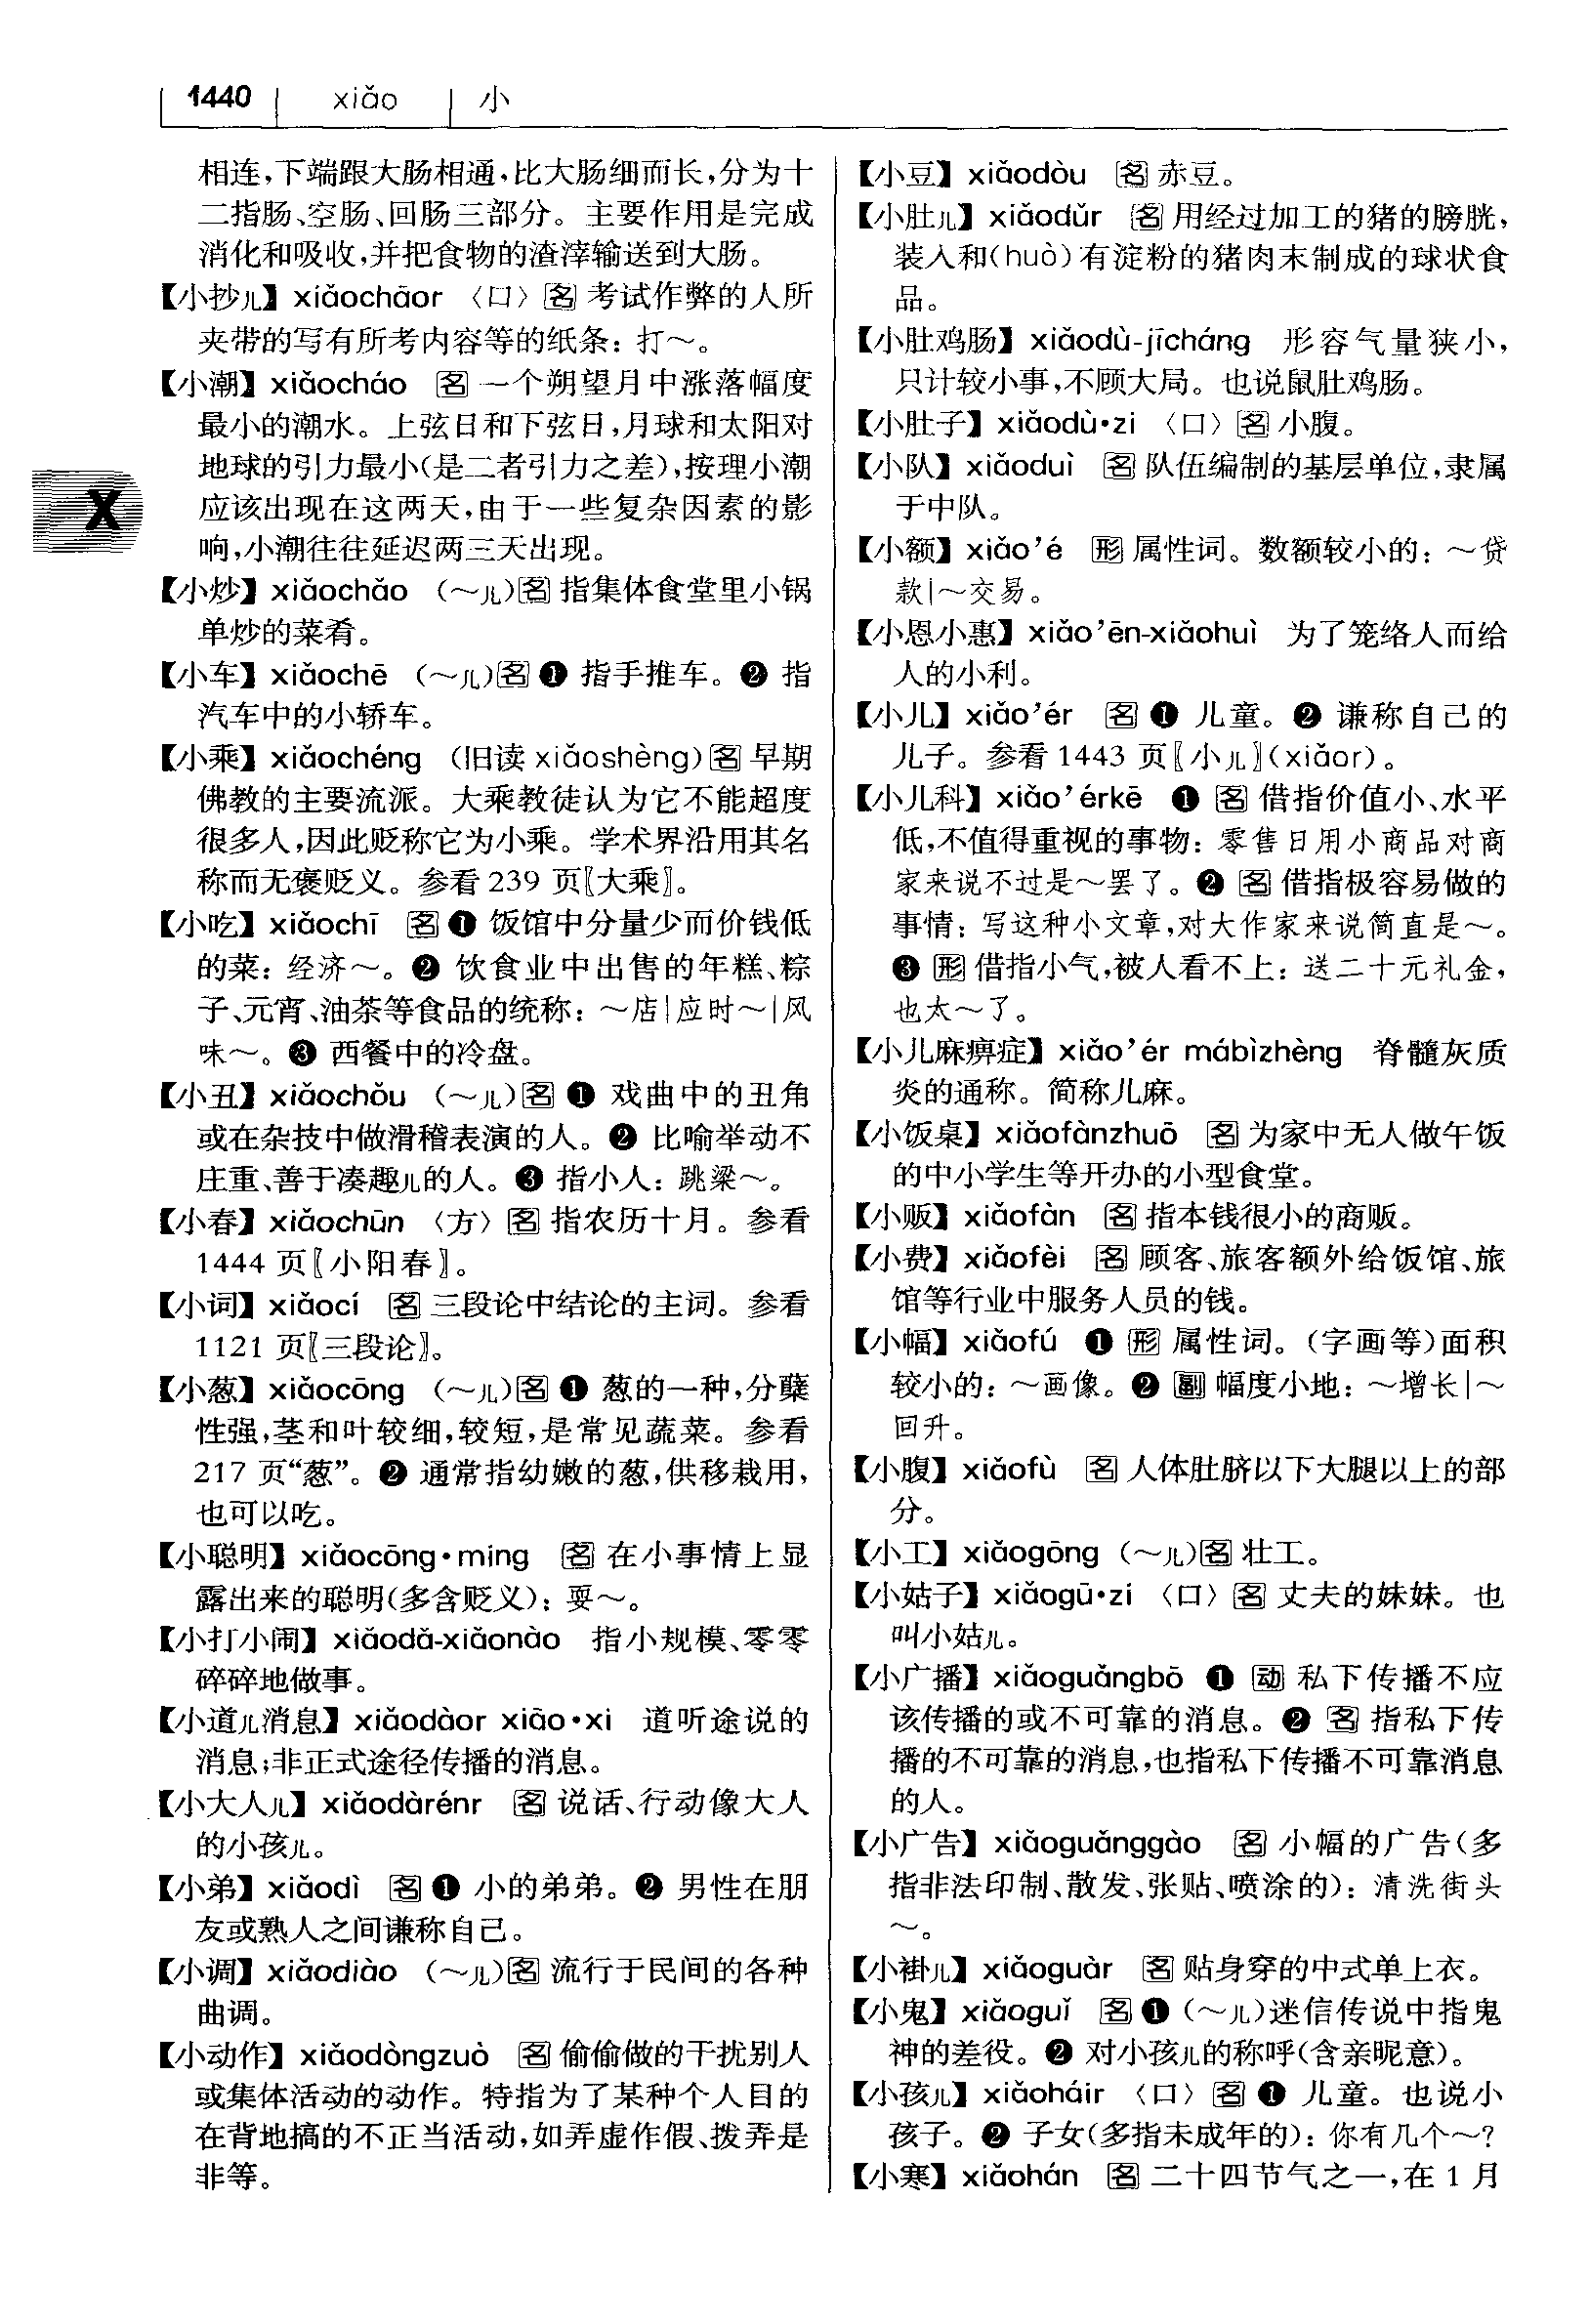 1440 xiǎo 小
相连,下端跟大肠相通,比大肠细而长,分为十
二指肠、空肠、回肠三部分。主要作用是完成
消化和吸收,并把食物的渣滓输送到大肠。
【小抄儿】xiǎochāor 〈口〉名 考试作弊的人所
夹带的写有所考内容等的纸条：打～。
【小潮】xiǎocháo 名 一个朔望月中涨落幅度
最小的潮水。上弦日和下弦日,月球和太阳对
地球的引力最小(是二者引力之差),按理小潮
应该出现在这两天,由于一些复杂因素的影
响,小潮往往延迟两三天出现。
【小炒】xiǎochǎo (～儿)名 指集体食堂里小锅
单炒的菜肴。
【小车】xiǎochē (～儿)名 ❶ 指手推车。❷ 指
汽车中的小轿车。
【小乘】xiǎochéng (旧读 xiǎoshèng)名 早期
佛教的主要流派。大乘教徒认为它不能超度
很多人,因此贬称它为小乘。学术界沿用其名
称而无褒贬义。参看 239 页〖大乘〗。
【小吃】xiǎochī 名 ❶ 饭馆中分量少而价钱低
的菜：经济～。❷ 饮食业中出售的年糕、粽
子、元宵、油茶等食品的统称：～店|应时～|风
味～。❸ 西餐中的冷盘。
【小丑】xiǎochǒu (～儿)名 ❶ 戏曲中的丑角
或在杂技中做滑稽表演的人。❷ 比喻举动不
庄重、善于凑趣儿的人。❸ 指小人：跳梁～。
【小春】xiǎochūn 〈方〉名 指农历十月。参看
1444 页〖小阳春〗。
【小词】xiǎocí 名 三段论中结论的主词。参看
1121 页〖三段论〗。
【小葱】xiǎocōng (～儿)名 ❶ 葱的一种,分蘖
性强,茎和叶较细,较短,是常见蔬菜。参看
217 页“葱”。❷ 通常指幼嫩的葱,供移栽用,
也可以吃。
【小聪明】xiǎocōng•ming 名 在小事情上显
露出来的聪明(多含贬义)：耍～。
【小打小闹】xiǎodǎ-xiǎonào 指小规模、零零
碎碎地做事。
【小道儿消息】xiǎodàor xiāo•xi 道听途说的
消息;非正式途径传播的消息。
【小大人儿】xiǎodàrénr 名 说话、行动像大人
的小孩儿。
【小弟】xiǎodì 名 ❶ 小的弟弟。❷ 男性在朋
友或熟人之间谦称自己。
【小调】xiǎodiào (～儿)名 流行于民间的各种
曲调。
【小动作】xiǎodòngzuò 名 偷偷做的干扰别人
或集体活动的动作。特指为了某种个人目的
在背地搞的不正当活动,如弄虚作假、拨弄是
非等。
X
【小豆】xiǎodòu 名 赤豆。
【小肚儿】xiǎodǔr 名 用经过加工的猪的膀胱,
装入和(huò)有淀粉的猪肉末制成的球状食
品。
【小肚鸡肠】xiǎodù-jīcháng 形容气量狭小,
只计较小事,不顾大局。也说鼠肚鸡肠。
【小肚子】xiǎodù•zi 〈口〉名 小腹。
【小队】xiǎoduì 名 队伍编制的基层单位,隶属
于中队。
【小额】xiǎo’é 形 属性词。数额较小的：～贷
款|～交易。
【小恩小惠】xiǎo’ēn-xiǎohuì 为了笼络人而给
人的小利。
【小儿】xiǎo’ér 名 ❶ 儿童。❷ 谦称自己的
儿子。参看 1443 页〖小儿〗(xiǎor)。
【小儿科】xiǎo’érkē ❶ 名 借指价值小、水平
低,不值得重视的事物：零售日用小商品对商
家来说不过是～罢了。❷ 名 借指极容易做的
事情：写这种小文章,对大作家来说简直是～。
❸ 形 借指小气,被人看不上：送二十元礼金,
也太～了。
【小儿麻痹症】xiǎo’ér mábìzhèng 脊髓灰质
炎的通称。简称儿麻。
【小饭桌】xiǎofànzhuō 名 为家中无人做午饭
的中小学生等开办的小型食堂。
【小贩】xiǎofàn 名 指本钱很小的商贩。
【小费】xiǎofèi 名 顾客、旅客额外给饭馆、旅
馆等行业中服务人员的钱。
【小幅】xiǎofú ❶ 形 属性词。(字画等)面积
较小的：～画像。❷ 副 幅度小地：～增长|～
回升。
【小腹】xiǎofù 名 人体肚脐以下大腿以上的部
分。
【小工】xiǎogōng (～儿)名 壮工。
【小姑子】xiǎogū•zi 〈口〉名 丈夫的妹妹。也
叫小姑儿。
【小广播】xiǎoguǎngbō ❶ 动 私下传播不应
该传播的或不可靠的消息。❷ 名 指私下传
播的不可靠的消息,也指私下传播不可靠消息
的人。
【小广告】xiǎoguǎnggào 名 小幅的广告(多
指非法印制、散发、张贴、喷涂的)：清洗街头
～。
【小褂儿】xiǎoguàr 名 贴身穿的中式单上衣。
【小鬼】xiǎoguǐ 名 ❶ (～儿)迷信传说中指鬼
神的差役。❷ 对小孩儿的称呼(含亲昵意)。
【小孩儿】xiǎoháir 〈口〉名 ❶ 儿童。也说小
孩子。❷ 子女(多指未成年的)：你有几个～?
【小寒】xiǎohán 名 二十四节气之一,在 1 月